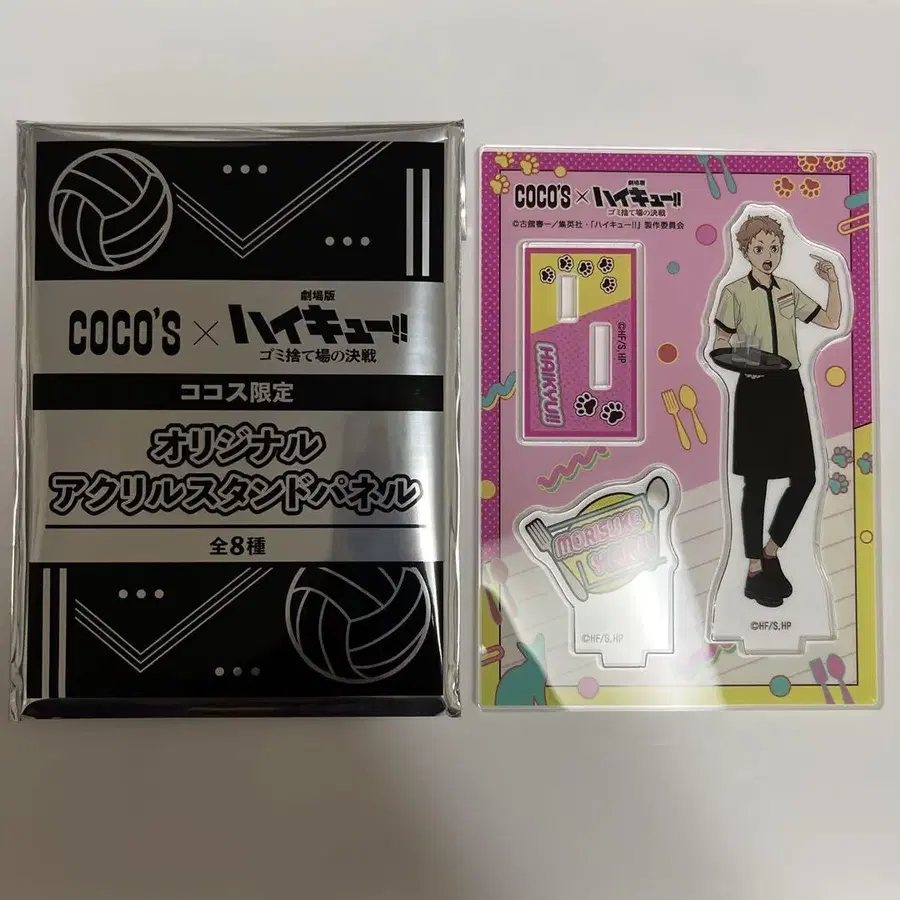 COCO'S × 劇場版
ハイキュー!!
ゴミ捨て場の決戦
ココス限定
オリジナル
アクリルスタンドパネル
全8種
COCO'S × 劇場版
ハイキュー!!
ゴミ捨て場の決戦
©古舘春一/集英社・「ハイキュー!!」製作委員会
©HF/S, HP
HAIKYU!!
MORISUKE
YAKU
©HF/S, HP
©HF/S, HP